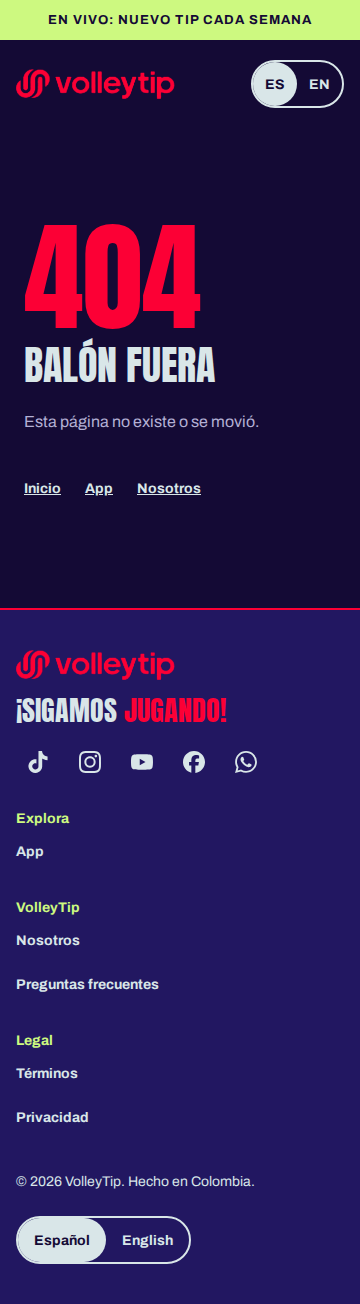 EN VIVO: NUEVO TIP CADA SEMANA
volleytip
ES EN
404
BALÓN FUERA
Esta página no existe o se movió.
Inicio App Nosotros
volleytip
¡SIGAMOS JUGANDO!
Explora
App
VolleyTip
Nosotros
Preguntas frecuentes
Legal
Términos
Privacidad
© 2026 VolleyTip. Hecho en Colombia.
Español English